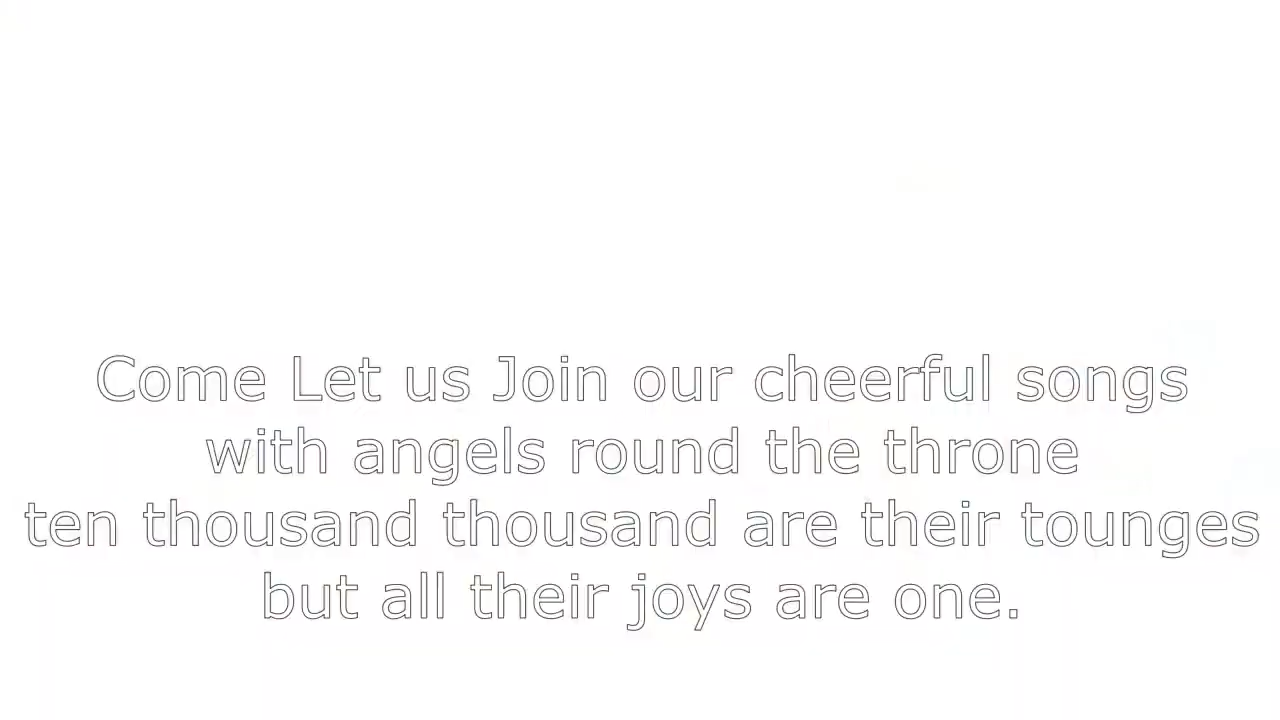 Come Let us Join our cheerful songs
with angels round the throne
ten thousand thousand are their tounges
but all their joys are one.